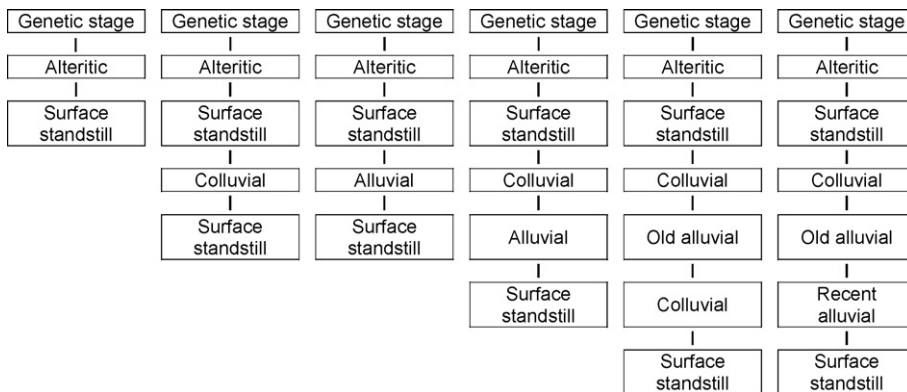 Genetic stage Genetic stage Genetic stage Genetic stage Genetic stage Genetic stage
Alteritic Alteritic Alteritic Alteritic Alteritic Alteritic
Surface Surface Surface Surface Surface Surface
standstill standstill standstill standstill standstill standstill
Colluvial Alluvial Colluvial Colluvial Colluvial
Surface Surface Alluvial Old alluvial Old alluvial
standstill standstill
Surface Colluvial Recent
standstill alluvial
Surface Surface
standstill standstill